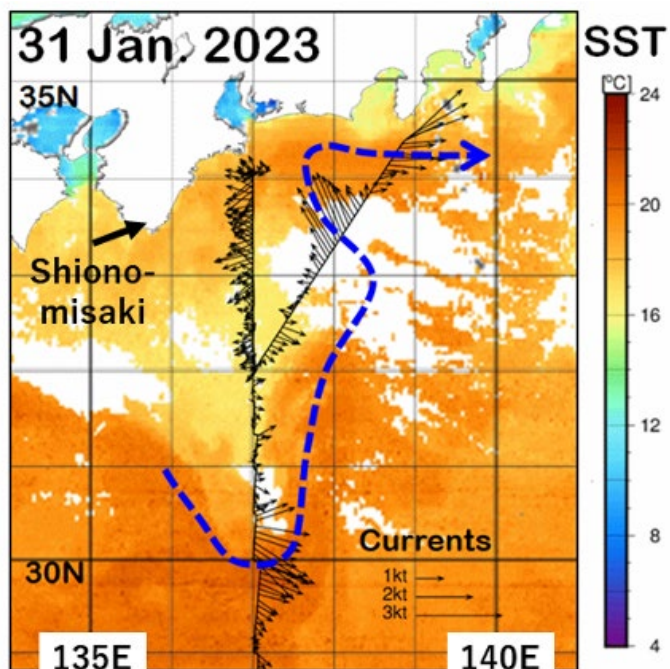 31 Jan. 2023
SST
[°C]
35N
24
20
16
12
8
4
Shiono-
misaki
Currents
1kt
2kt
3kt
30N
135E
140E